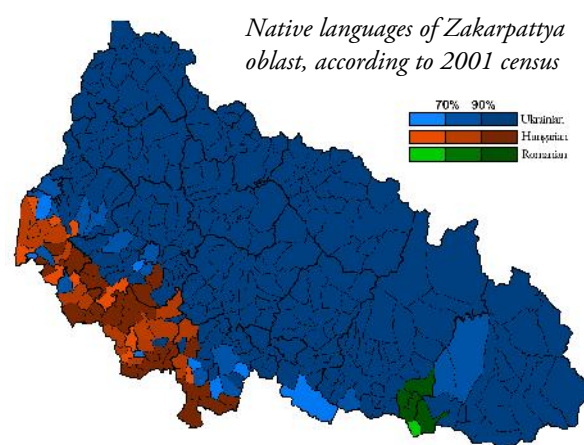 Native languages of Zakarpattya
oblast, according to 2001 census
70% 90%
Ukrainian
Hungarian
Romanian